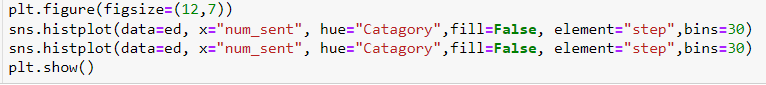 plt.figure(figsize=(12,7))
sns.histplot(data=ed, x="num_sent", hue="Catagory",fill=False, element="step",bins=30)
sns.histplot(data=ed, x="num_sent", hue="Catagory",fill=False, element="step",bins=30)
plt.show()